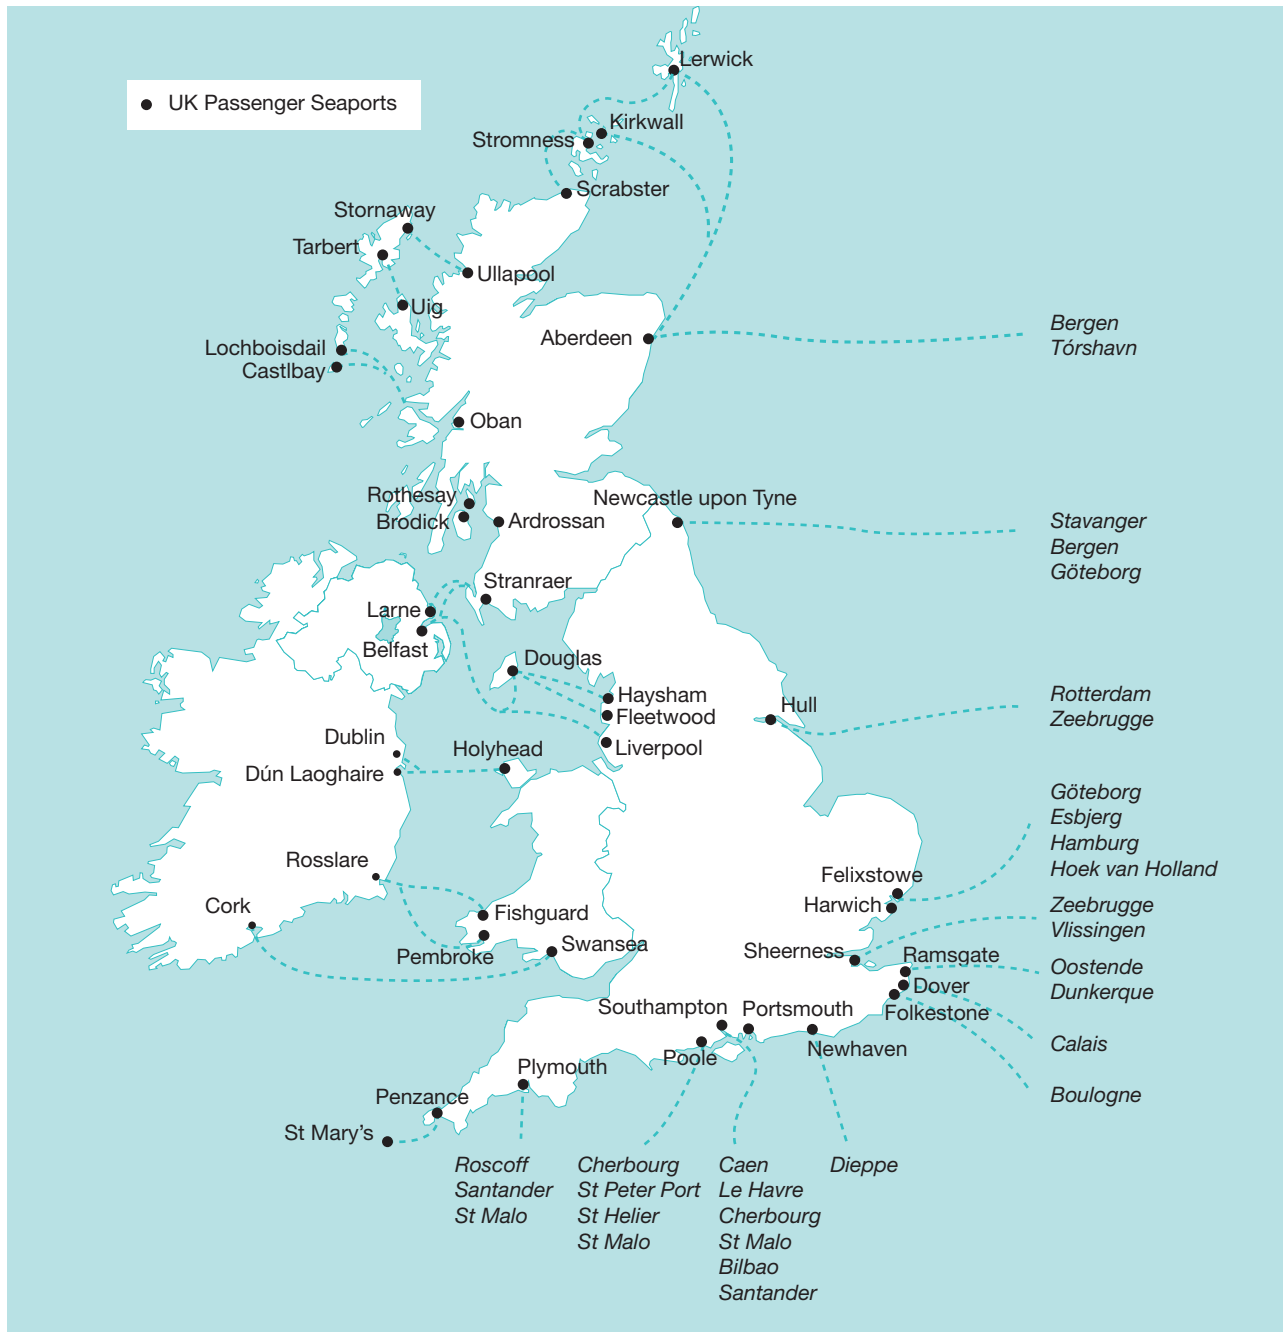 Lerwick
UK Passenger Seaports
Kirkwall
Stromness
Scrabster
Stornaway
Tarbert
Ullapool
Uig
Lochboisdail
Castlbay
Aberdeen
Bergen
Tórshavn
Oban
Rothesay
Brodick
Ardrossan
Newcastle upon Tyne
Stavanger
Bergen
Göteborg
Stranraer
Larne
Belfast
Douglas
Haysham
Fleetwood
Liverpool
Hull
Rotterdam
Zeebrugge
Dublin
Dún Laoghaire
Holyhead
Göteborg
Esbjerg
Hamburg
Hoek van Holland
Rosslare
Cork
Fishguard
Pembroke
Swansea
Felixstowe
Harwich
Zeebrugge
Vlissingen
Sheerness
Ramsgate
Dover
Folkestone
Oostende
Dunkerque
Southampton
Portsmouth
Poole
Newhaven
Calais
Boulogne
Plymouth
Penzance
St Mary's
Roscoff
Santander
St Malo
Cherbourg
St Peter Port
St Helier
St Malo
Caen
Le Havre
Cherbourg
St Malo
Bilbao
Santander
Dieppe